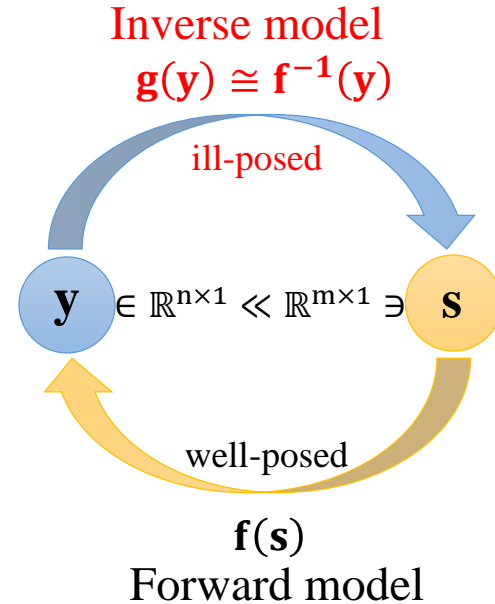 Inverse model
g(y) ≅ f⁻¹(y)
ill-posed
y ∈ ℝⁿˣ¹ ≪ ℝᵐˣ¹ ∋ s
well-posed
f(s)
Forward model